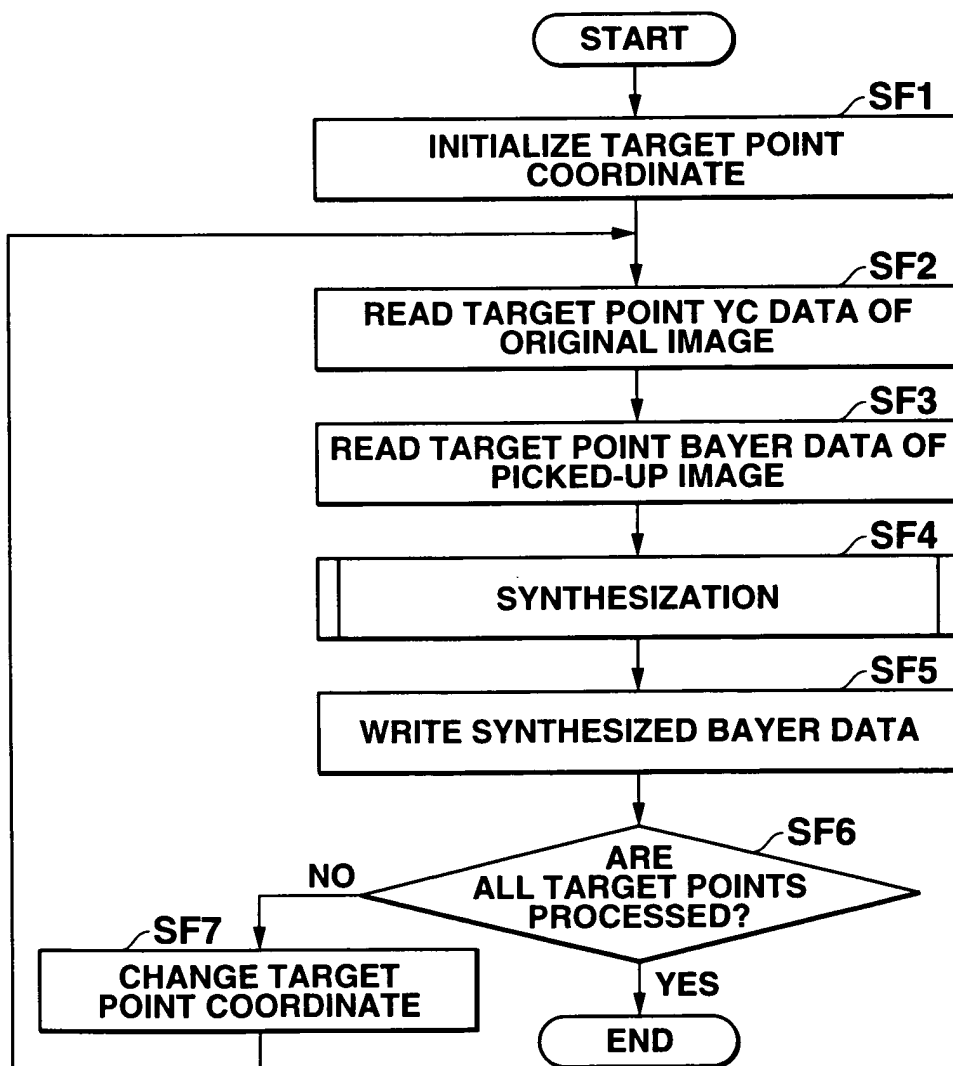 START
SF1
INITIALIZE TARGET POINT
COORDINATE
SF2
READ TARGET POINT YC DATA OF
ORIGINAL IMAGE
SF3
READ TARGET POINT BAYER DATA OF
PICKED-UP IMAGE
SF4
SYNTHESIZATION
SF5
WRITE SYNTHESIZED BAYER DATA
SF6
ARE
ALL TARGET POINTS
PROCESSED?
NO
SF7
CHANGE TARGET
POINT COORDINATE
YES
END